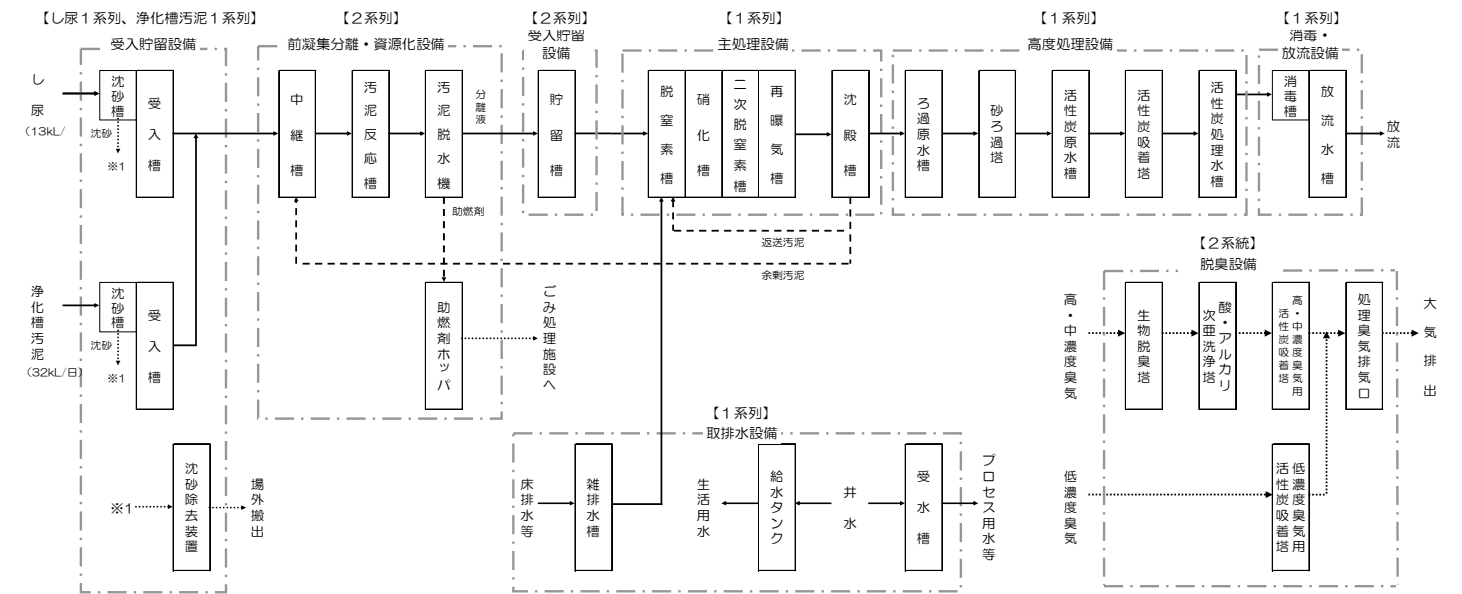 【し尿１系列、浄化槽汚泥１系列】
受入貯留設備
し尿
（13kL/
沈砂槽
沈砂
※1
受入槽
浄化槽汚泥
（32kL/日）
沈砂槽
沈砂
※1
受入槽
※1
沈砂除去装置
場外搬出
【２系列】
前凝集分離・資源化設備
中継槽
汚泥反応槽
汚泥脱水機
分離液
助燃剤
助燃剤ホッパ
ごみ処理施設へ
【２系列】
受入貯留
設備
貯留槽
【１系列】
主処理設備
脱窒素槽
硝化槽
二次脱窒素槽
再曝気槽
沈殿槽
返送汚泥
余剰汚泥
【１系列】
高度処理設備
ろ過原水槽
砂ろ過塔
活性炭原水槽
活性炭吸着塔
活性炭処理水槽
【１系列】
消毒・
放流設備
消毒槽
放流水槽
放流
【１系列】
取排水設備
床排水等
雑排水槽
生活用水
給水タンク
井水
受水槽
プロセス用水等
【２系統】
脱臭設備
高・中濃度臭気
生物脱臭塔
酸・アルカリ
次亜洗浄塔
高・中濃度臭気用
活性炭吸着塔
処理臭気排気口
大気排出
低濃度臭気
低濃度臭気用
活性炭吸着塔